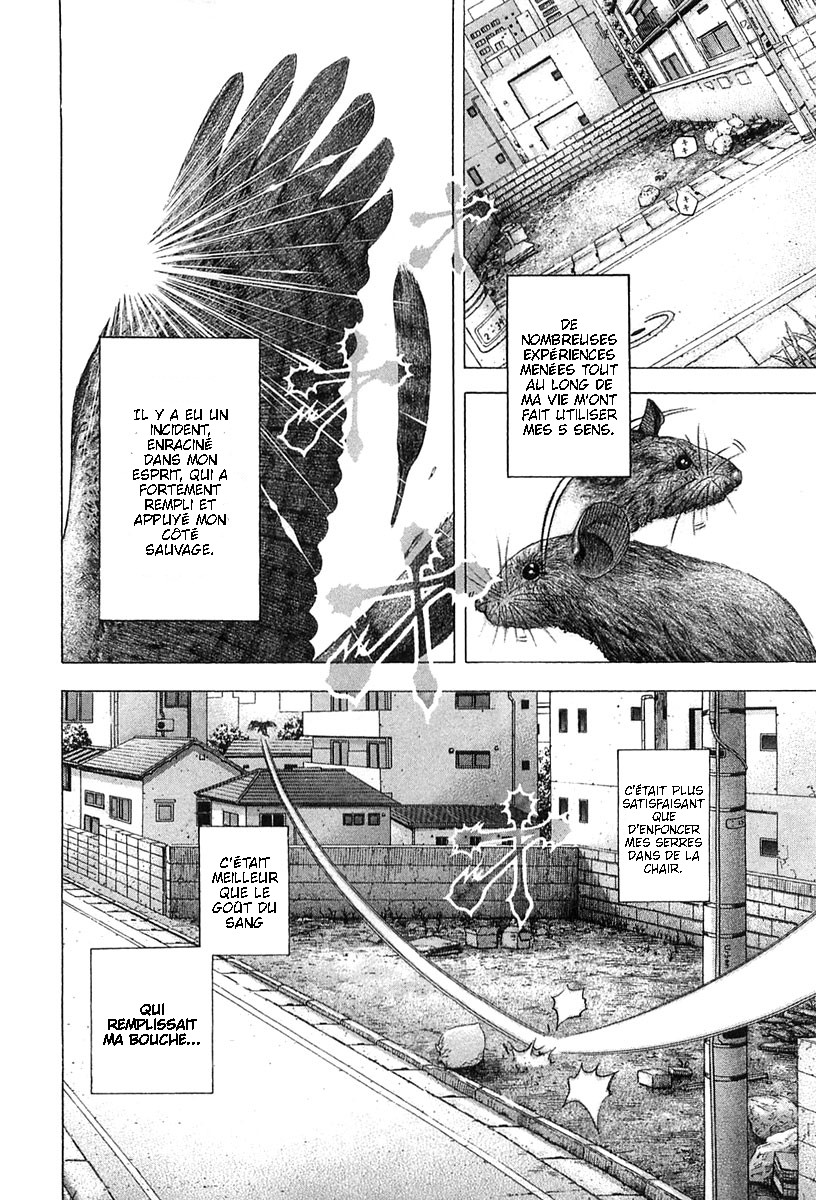 DE
NOMBREUSES
EXPÉRIENCES
MENÉES TOUT
AU LONG DE
MA VIE M'ONT
FAIT UTILISER
MES 5 SENS.
IL Y A EU UN
INCIDENT,
ENRACINÉ
DANS MON
ESPRIT, QUI A
FORTEMENT
REMPLI ET
APPUYÉ MON
CÔTÉ
SAUVAGE.
C'ÉTAIT PLUS
SATISFAISANT
QUE
D'ENFONCER
MES SERRES
DANS DE LA
CHAIR.
C'ÉTAIT
MEILLEUR
QUE LE
GOÛT DU
SANG
QUI
REMPLISSAIT
MA BOUCHE...